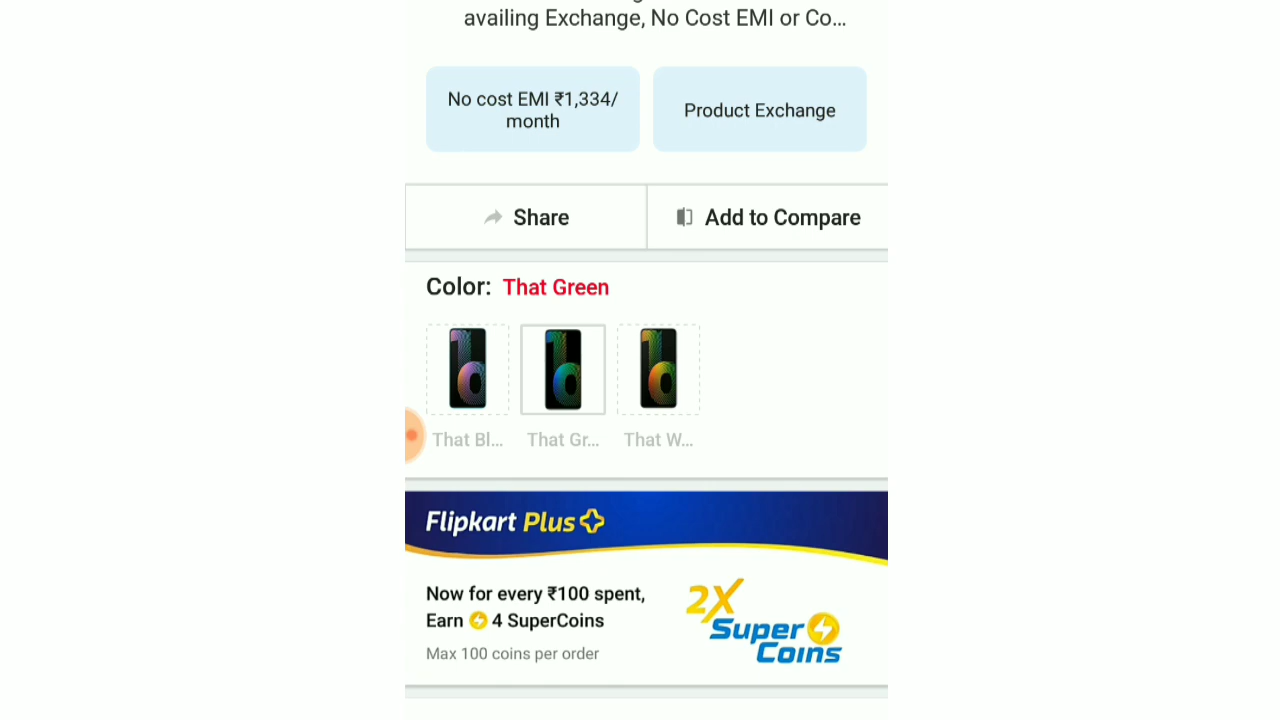 availing Exchange, No Cost EMI or Co...
No cost EMI ₹1,334/
month
Product Exchange
Share
Add to Compare
Color: That Green
That Bl...
That Gr...
That W...
Flipkart Plus
Now for every ₹100 spent,
Earn 4 SuperCoins
Max 100 coins per order
2X
Super
Coins